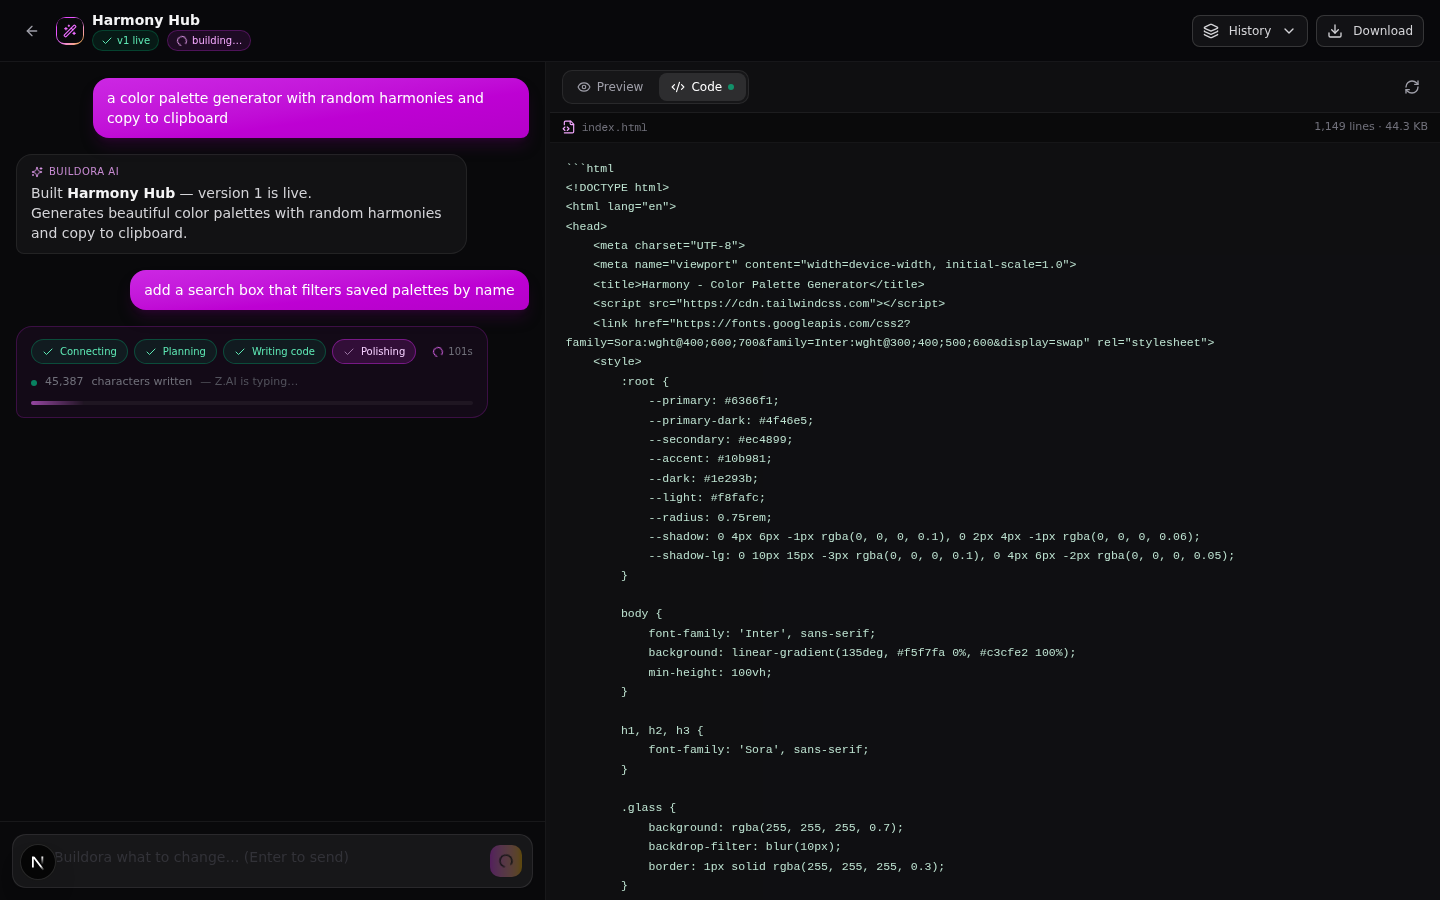 Harmony Hub
v1 live
building...
History
Download
a color palette generator with random harmonies and
copy to clipboard
BUILDORA AI
Built Harmony Hub — version 1 is live.
Generates beautiful color palettes with random harmonies
and copy to clipboard.
add a search box that filters saved palettes by name
Connecting
Planning
Writing code
Polishing
101s
45,387 characters written — Z.AI is typing…
N
Buildora what to change... (Enter to send)
Preview
Code
index.html
1,149 lines · 44.3 KB
```html
<!DOCTYPE html>
<html lang="en">
<head>
    <meta charset="UTF-8">
    <meta name="viewport" content="width=device-width, initial-scale=1.0">
    <title>Harmony - Color Palette Generator</title>
    <script src="https://cdn.tailwindcss.com"></script>
    <link href="https://fonts.googleapis.com/css2?
family=Sora:wght@400;600;700&family=Inter:wght@300;400;500;600&display=swap" rel="stylesheet">
    <style>
        :root {
            --primary: #6366f1;
            --primary-dark: #4f46e5;
            --secondary: #ec4899;
            --accent: #10b981;
            --dark: #1e293b;
            --light: #f8fafc;
            --radius: 0.75rem;
            --shadow: 0 4px 6px -1px rgba(0, 0, 0, 0.1), 0 2px 4px -1px rgba(0, 0, 0, 0.06);
            --shadow-lg: 0 10px 15px -3px rgba(0, 0, 0, 0.1), 0 4px 6px -2px rgba(0, 0, 0, 0.05);
        }
        body {
            font-family: 'Inter', sans-serif;
            background: linear-gradient(135deg, #f5f7fa 0%, #c3cfe2 100%);
            min-height: 100vh;
        }
        h1, h2, h3 {
            font-family: 'Sora', sans-serif;
        }
        .glass {
            background: rgba(255, 255, 255, 0.7);
            backdrop-filter: blur(10px);
            border: 1px solid rgba(255, 255, 255, 0.3);
        }